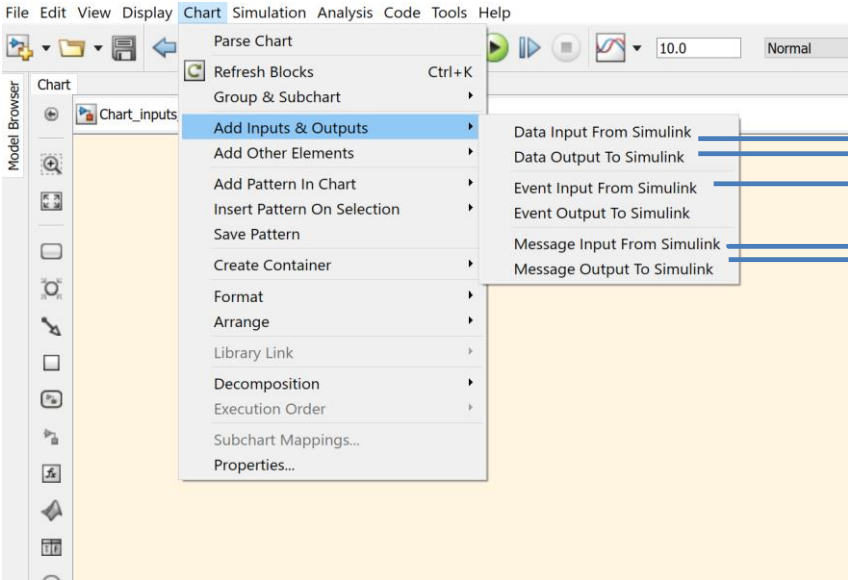 File Edit View Display Chart Simulation Analysis Code Tools Help
10.0
Normal
Model Browser
Chart
Chart_inputs
Parse Chart
Refresh Blocks Ctrl+K
Group & Subchart
Add Inputs & Outputs
Add Other Elements
Add Pattern In Chart
Insert Pattern On Selection
Save Pattern
Create Container
Format
Arrange
Library Link
Decomposition
Execution Order
Subchart Mappings...
Properties...
Data Input From Simulink
Data Output To Simulink
Event Input From Simulink
Event Output To Simulink
Message Input From Simulink
Message Output To Simulink
fx